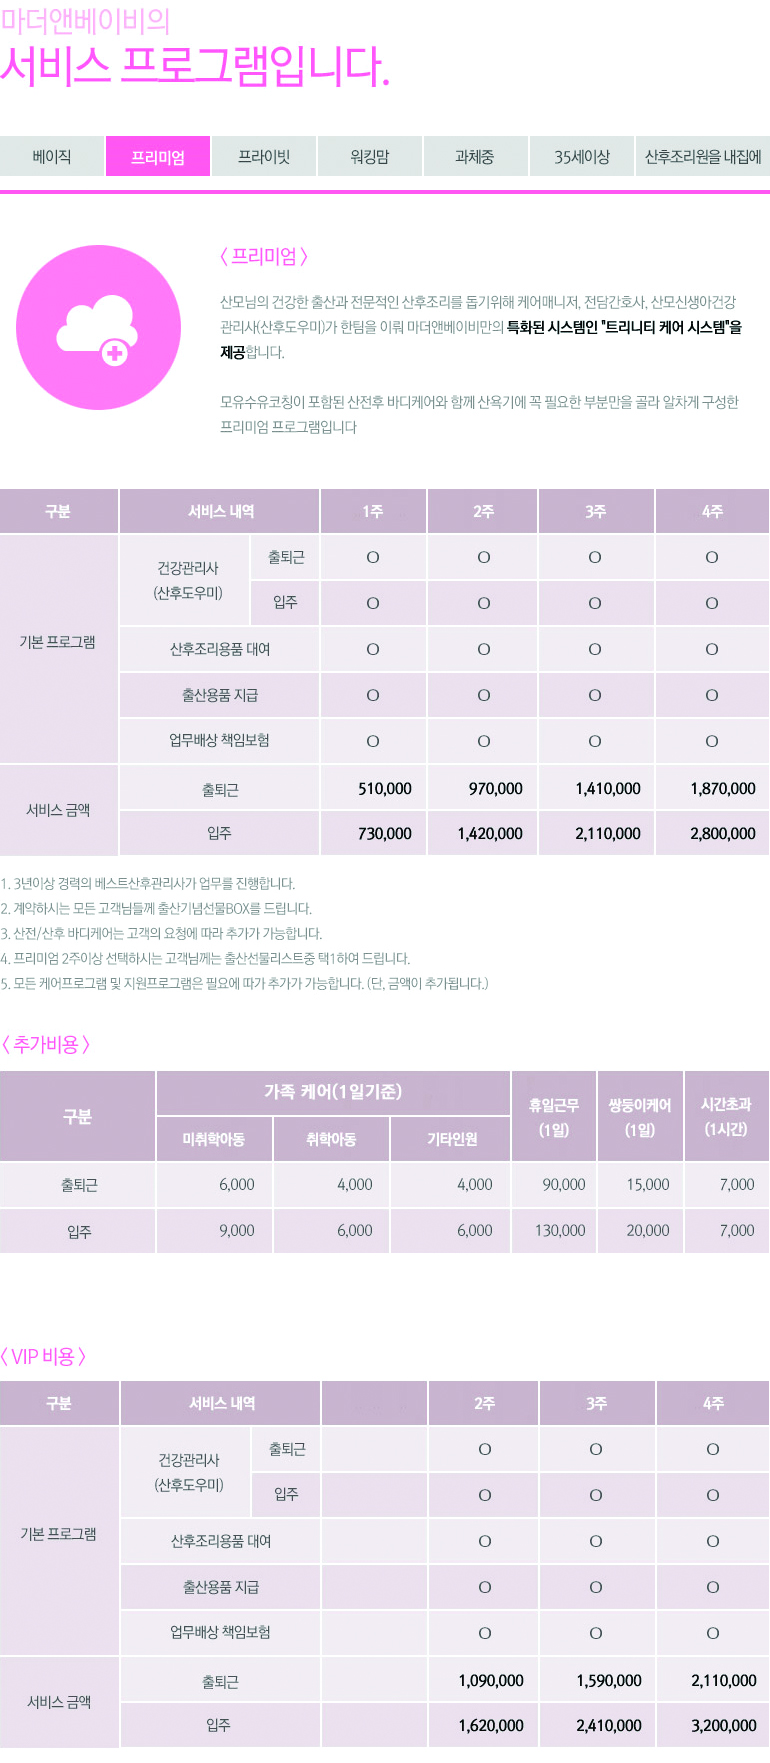 마더앤베이비의
서비스 프로그램입니다.
베이직 프리미엄 프라이빗 워킹맘 과체중 35세이상 산후조리원을 내집에
〈 프리미엄 〉
산모님의 건강한 출산과 전문적인 산후조리를 돕기위해 케어매니저, 전담간호사, 산모신생아건강
관리사(산후도우미)가 한팀을 이뤄 마더앤베이비만의 특화된 시스템인 "트리니티 케어 시스템"을
제공합니다.
모유수유코칭이 포함된 산전후 바디케어와 함께 산욕기에 꼭 필요한 부분만을 골라 알차게 구성한
프리미엄 프로그램입니다
구분 서비스 내역 1주 2주 3주 4주
기본 프로그램 건강관리사 (산후도우미) 출퇴근 O O O O
입주 O O O O
산후조리용품 대여 O O O O
출산용품 지급 O O O O
업무배상 책임보험 O O O O
서비스 금액 출퇴근 510,000 970,000 1,410,000 1,870,000
입주 730,000 1,420,000 2,110,000 2,800,000
1. 3년이상 경력의 베스트산후관리사가 업무를 진행합니다.
2. 계약하시는 모든 고객님들께 출산기념선물BOX를 드립니다.
3. 산전/산후 바디케어는 고객의 요청에 따라 추가가 가능합니다.
4. 프리미엄 2주이상 선택하시는 고객님께는 출산선물리스트중 택1하여 드립니다.
5. 모든 케어프로그램 및 지원프로그램은 필요에 따가 추가가 가능합니다. (단, 금액이 추가됩니다.)
〈 추가비용 〉
구분 가족 케어(1일기준) 휴일근무 (1일) 쌍둥이케어 (1일) 시간초과 (1시간)
미취학아동 취학아동 기타인원
출퇴근 6,000 4,000 4,000 90,000 15,000 7,000
입주 9,000 6,000 6,000 130,000 20,000 7,000
〈 VIP 비용 〉
구분 서비스 내역 2주 3주 4주
기본 프로그램 건강관리사 (산후도우미) 출퇴근 O O O
입주 O O O
산후조리용품 대여 O O O
출산용품 지급 O O O
업무배상 책임보험 O O O
서비스 금액 출퇴근 1,090,000 1,590,000 2,110,000
입주 1,620,000 2,410,000 3,200,000